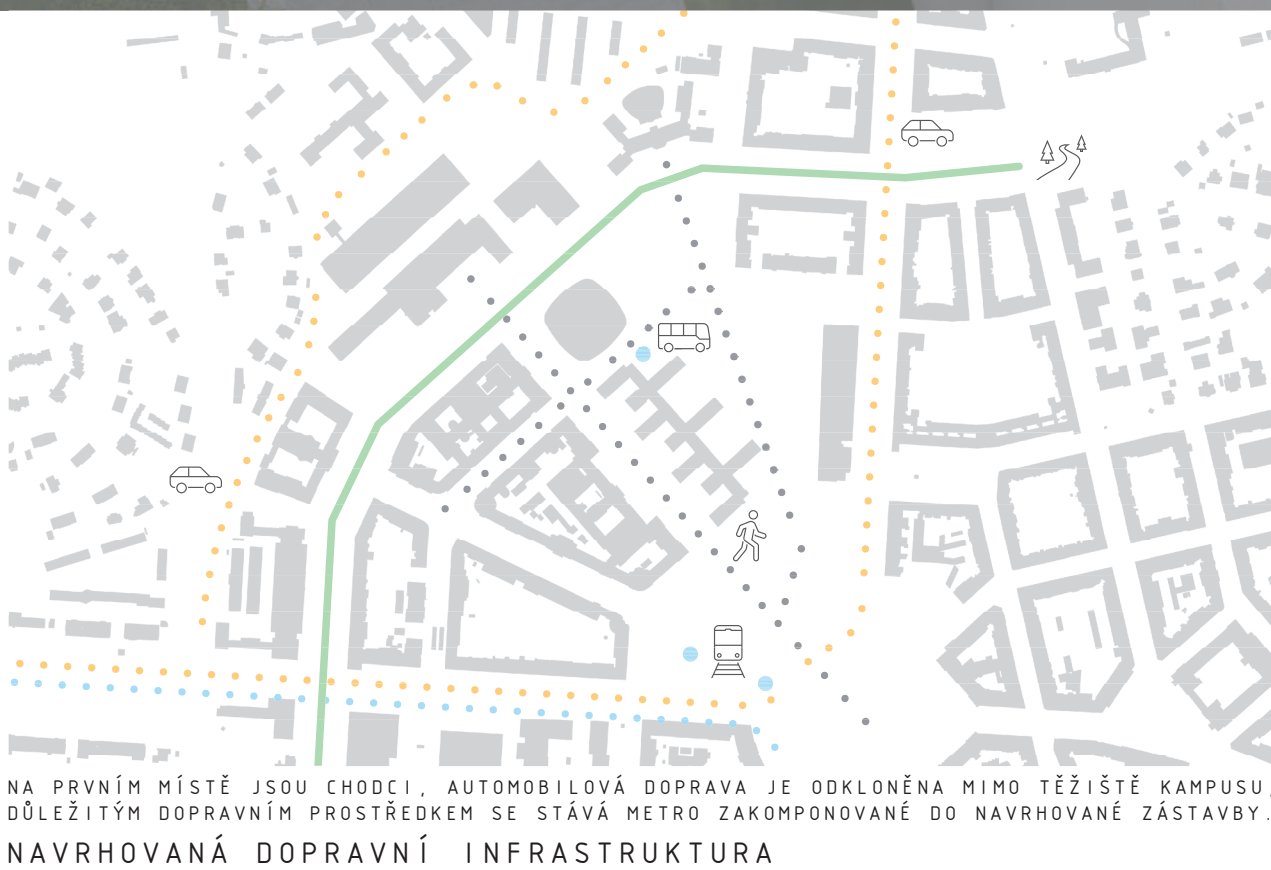 NA PRVNÍM MÍSTĚ JSOU CHODCI, AUTOMOBILOVÁ DOPRAVA JE ODKLONĚNA MIMO TĚŽIŠTĚ KAMPUSU,
DŮLEŽITÝM DOPRAVNÍM PROSTŘEDKEM SE STÁVÁ METRO ZAKOMPONOVANÉ DO NAVRHOVANÉ ZÁSTAVBY.
NAVRHOVANÁ DOPRAVNÍ INFRASTRUKTURA